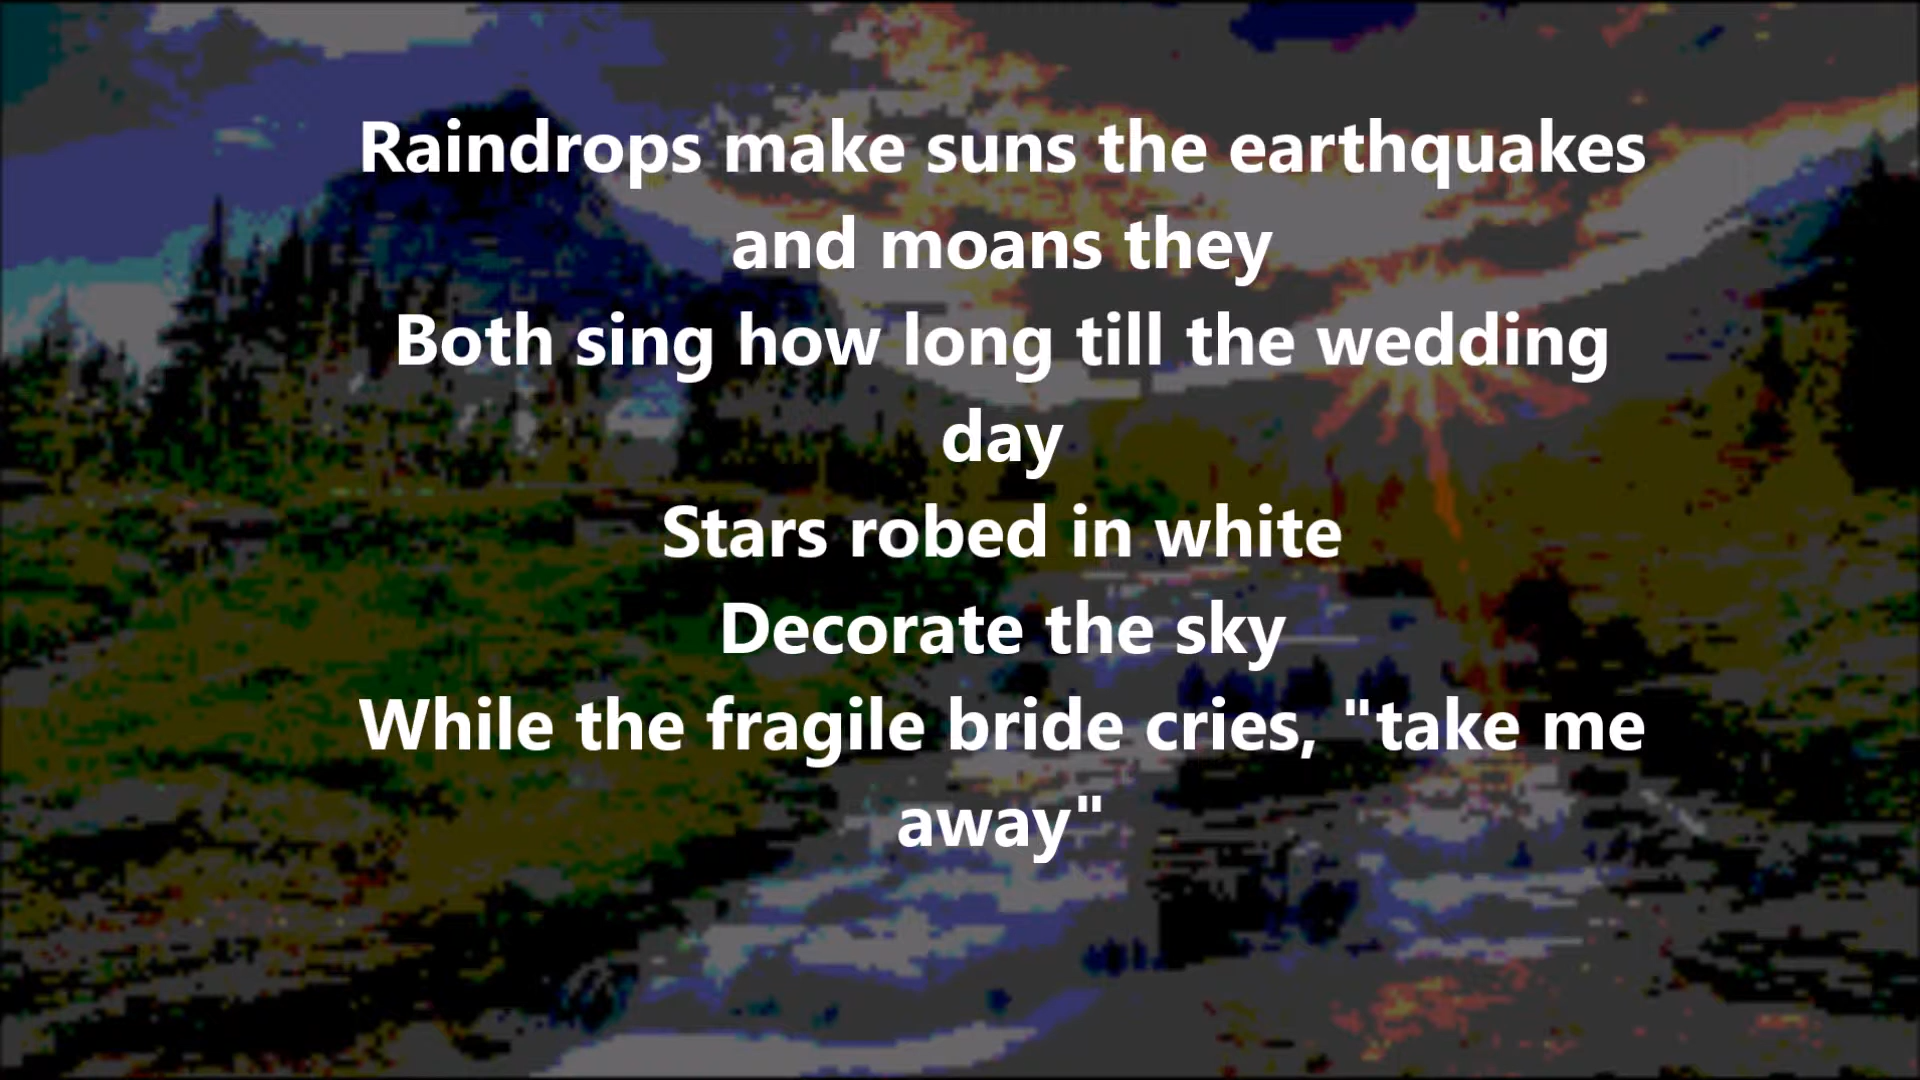 Raindrops make suns the earthquakes
and moans they
Both sing how long till the wedding
day
Stars robed in white
Decorate the sky
While the fragile bride cries, "take me
away"